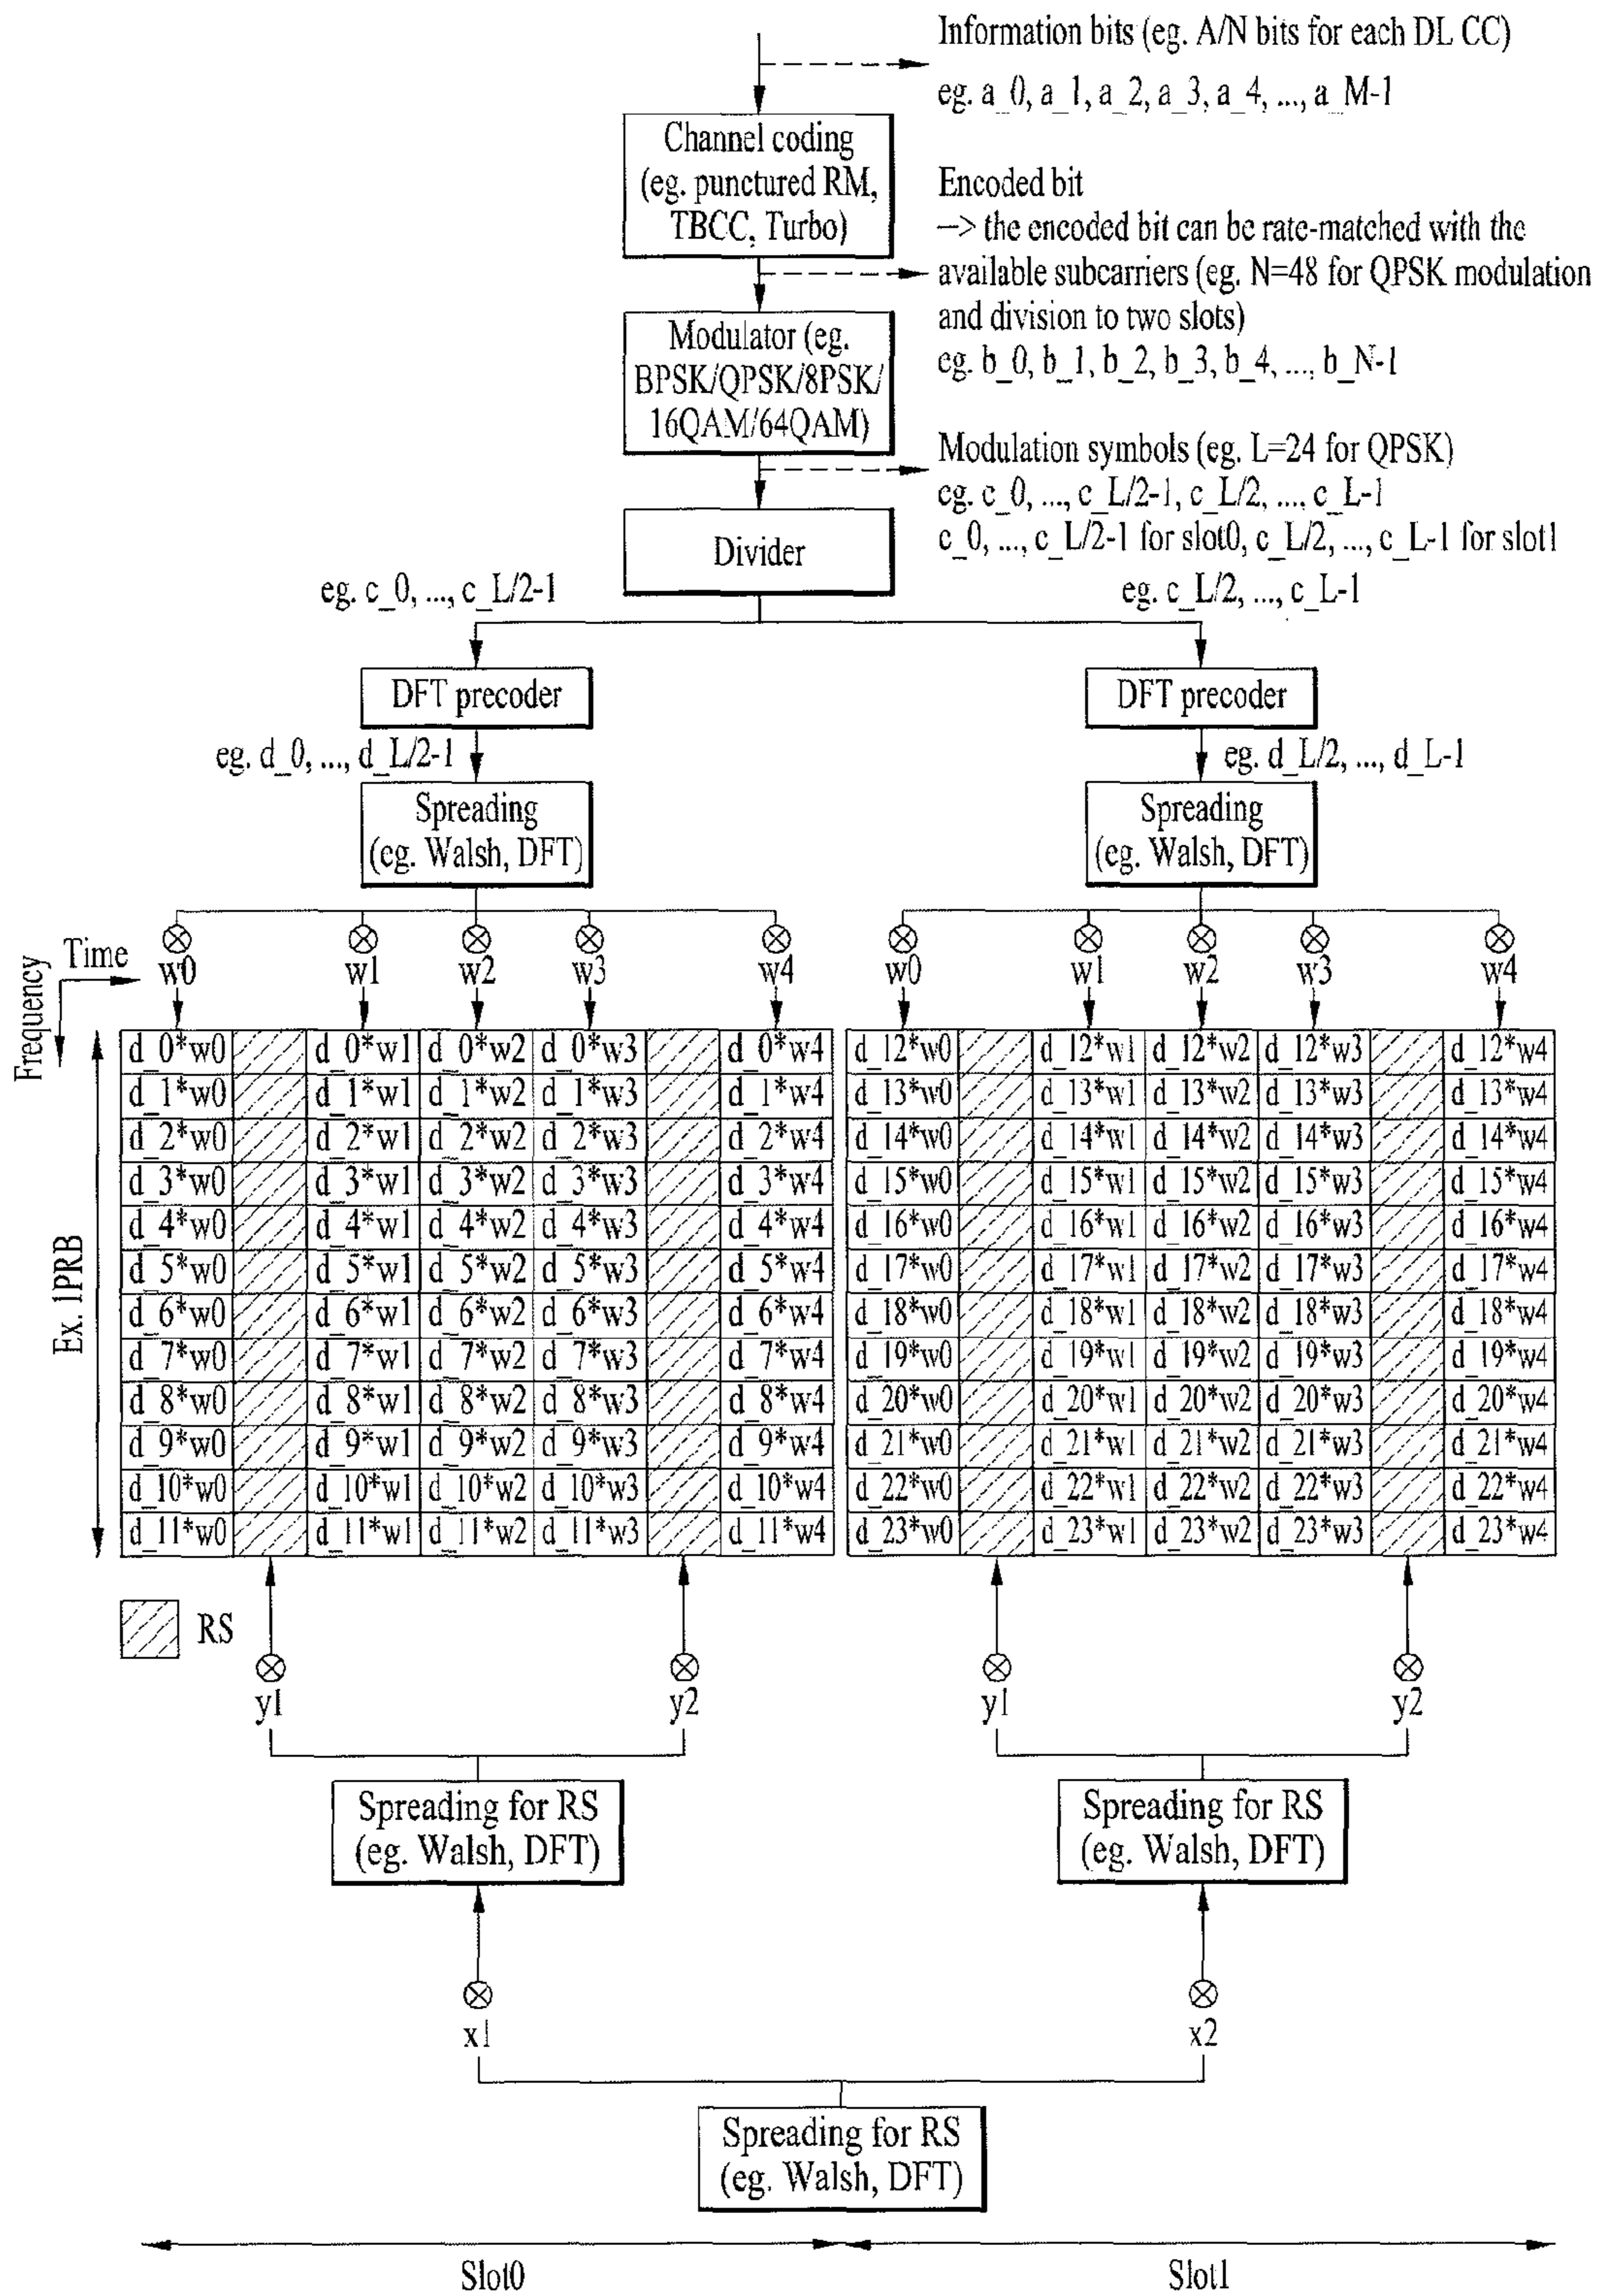 Information bits (eg. A/N bits for each DL CC)
eg. a_0, a_1, a_2, a_3, a_4, ..., a_M-1
Channel coding
(eg. punctured RM,
TBCC, Turbo)
Encoded bit
--> the encoded bit can be rate-matched with the
available subcarriers (eg. N=48 for QPSK modulation
and division to two slots)
eg. b_0, b_1, b_2, b_3, b_4, ..., b_N-1
Modulator (eg.
BPSK/QPSK/8PSK/
16QAM/64QAM)
Modulation symbols (eg. L=24 for QPSK)
eg. c_0, ..., c_L/2-1, c_L/2, ..., c_L-1
c_0, ..., c_L/2-1 for slot0, c_L/2, ..., c_L-1 for slot1
Divider
eg. c_0, ..., c_L/2-1 eg. c_L/2, ..., c_L-1
DFT precoder DFT precoder
eg. d_0, ..., d_L/2-1 eg. d_L/2, ..., d_L-1
Spreading
(eg. Walsh, DFT)
Spreading
(eg. Walsh, DFT)
Frequency
Time
w0 w1 w2 w3 w4 w0 w1 w2 w3 w4
Ex. 1PRB
d_0*w0 d_0*w1 d_0*w2 d_0*w3 d_0*w4 d_12*w0 d_12*w1 d_12*w2 d_12*w3 d_12*w4
d_1*w0 d_1*w1 d_1*w2 d_1*w3 d_1*w4 d_13*w0 d_13*w1 d_13*w2 d_13*w3 d_13*w4
d_2*w0 d_2*w1 d_2*w2 d_2*w3 d_2*w4 d_14*w0 d_14*w1 d_14*w2 d_14*w3 d_14*w4
d_3*w0 d_3*w1 d_3*w2 d_3*w3 d_3*w4 d_15*w0 d_15*w1 d_15*w2 d_15*w3 d_15*w4
d_4*w0 d_4*w1 d_4*w2 d_4*w3 d_4*w4 d_16*w0 d_16*w1 d_16*w2 d_16*w3 d_16*w4
d_5*w0 d_5*w1 d_5*w2 d_5*w3 d_5*w4 d_17*w0 d_17*w1 d_17*w2 d_17*w3 d_17*w4
d_6*w0 d_6*w1 d_6*w2 d_6*w3 d_6*w4 d_18*w0 d_18*w1 d_18*w2 d_18*w3 d_18*w4
d_7*w0 d_7*w1 d_7*w2 d_7*w3 d_7*w4 d_19*w0 d_19*w1 d_19*w2 d_19*w3 d_19*w4
d_8*w0 d_8*w1 d_8*w2 d_8*w3 d_8*w4 d_20*w0 d_20*w1 d_20*w2 d_20*w3 d_20*w4
d_9*w0 d_9*w1 d_9*w2 d_9*w3 d_9*w4 d_21*w0 d_21*w1 d_21*w2 d_21*w3 d_21*w4
d_10*w0 d_10*w1 d_10*w2 d_10*w3 d_10*w4 d_22*w0 d_22*w1 d_22*w2 d_22*w3 d_22*w4
d_11*w0 d_11*w1 d_11*w2 d_11*w3 d_11*w4 d_23*w0 d_23*w1 d_23*w2 d_23*w3 d_23*w4
RS
y1 y2 y1 y2
Spreading for RS
(eg. Walsh, DFT)
Spreading for RS
(eg. Walsh, DFT)
x1 x2
Spreading for RS
(eg. Walsh, DFT)
Slot0 Slot1